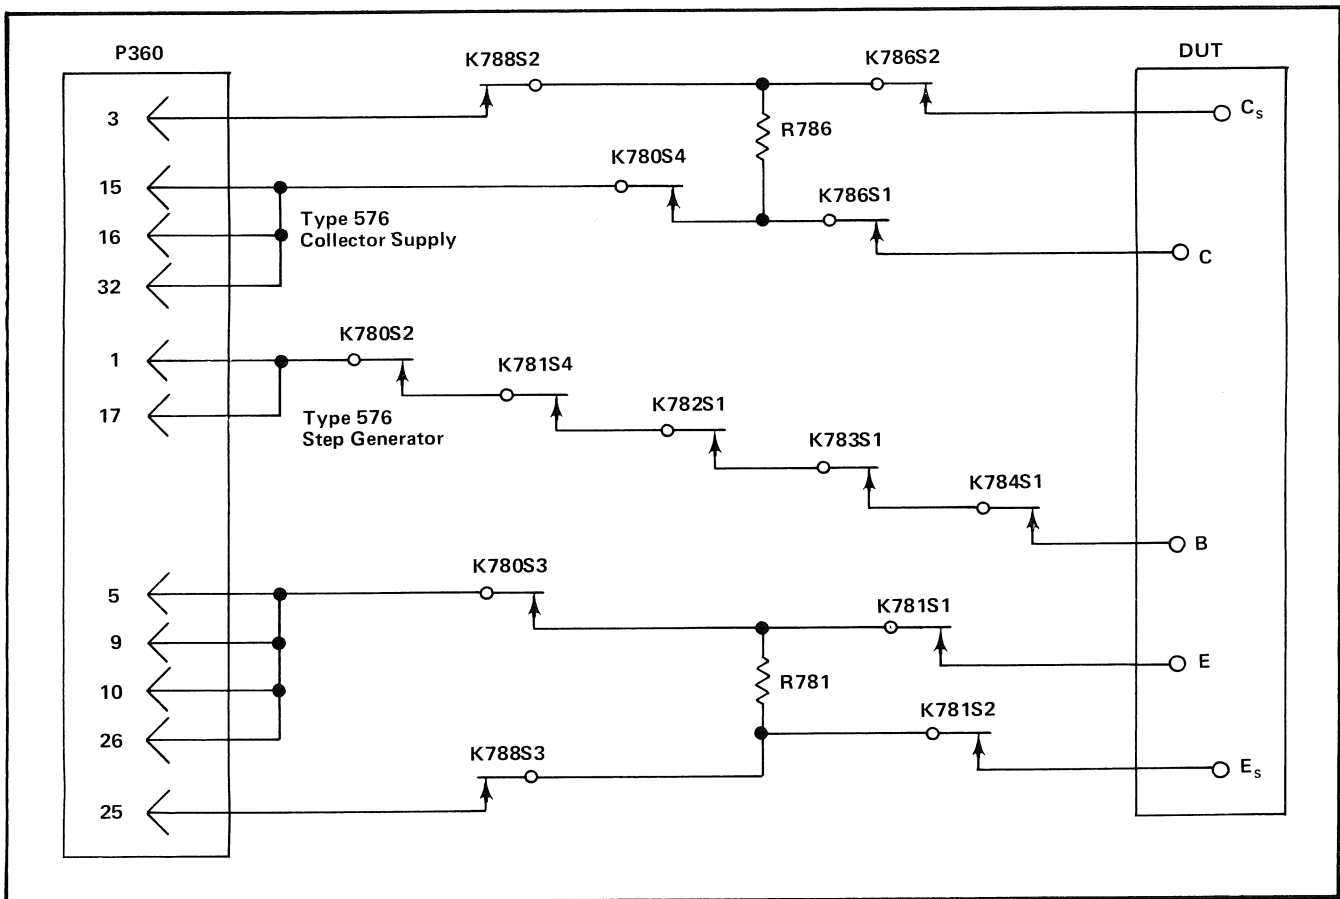 P360
DUT
K788S2
K786S2
3
C_s
R786
K780S4
15
K786S1
Type 576
Collector Supply
16
C
32
K780S2
1
K781S4
K782S1
17
Type 576
Step Generator
K783S1
K784S1
B
K780S3
5
K781S1
9
E
10
R781
K781S2
26
K788S3
E_s
25